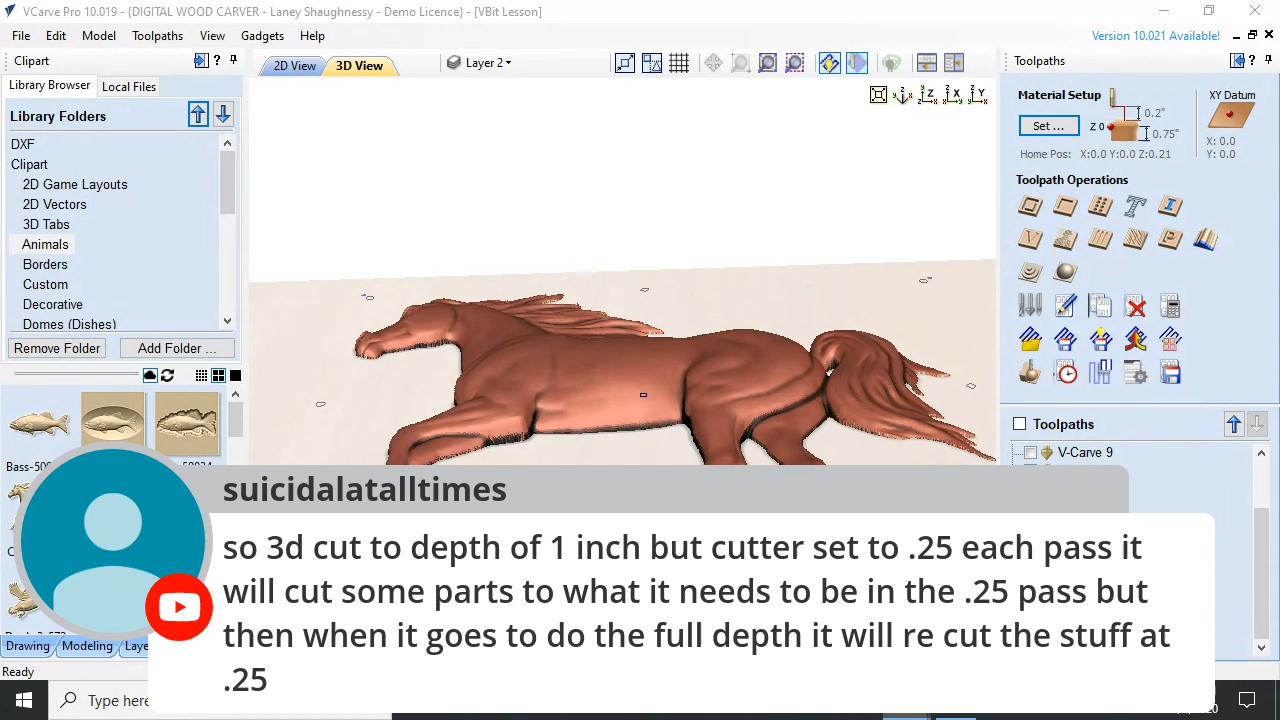 VCarve Pro 10.019 - {DIGITAL WOOD CARVER - Laney Shaughnessy - Demo Licence} - [VBit Lesson]
File Edit Model Toolpaths View Gadgets Help
Version 10.021 Available!
Clipart
2D View 3D View Layer 2
Toolpaths
Library Browser Local Files
Library Folders
DXF
Clipart
2D Game Layouts
2D Vectors
3D Tabs
Animals
Borders
Custom
Decorative
Domes (Dishes)
Remove Folder Add Folder ...
Material Setup
XY Datum
Set ...
Z 0
0.2"
0.75"
X: 0.0
Y: 0.0
Home Pos: X:0.0 Y:0.0 Z:0.21
Toolpath Operations
Toolpaths
V-Carve 9
Drawing Modeling
Ready
Type here
suicidalatalltimes
so 3d cut to depth of 1 inch but cutter set to .25 each pass it
will cut some parts to what it needs to be in the .25 pass but
then when it goes to do the full depth it will re cut the stuff at
.25